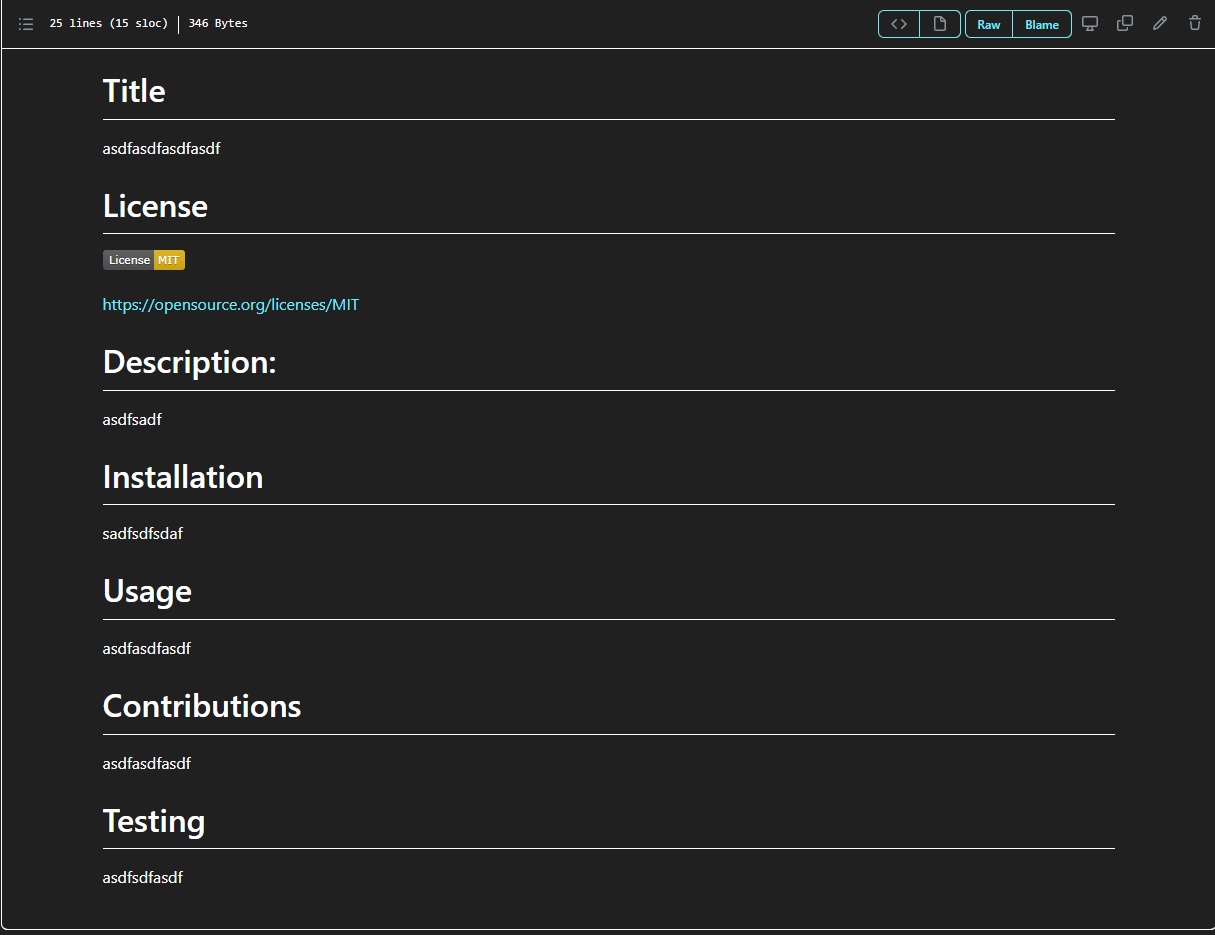 25 lines (15 sloc) 346 Bytes
Raw Blame
Title
asdfasdfasdfasdf
License
License MIT
https://opensource.org/licenses/MIT
Description:
asdfsadf
Installation
sadfsdfsdaf
Usage
asdfasdfasdf
Contributions
asdfasdfasdf
Testing
asdfsdfasdf